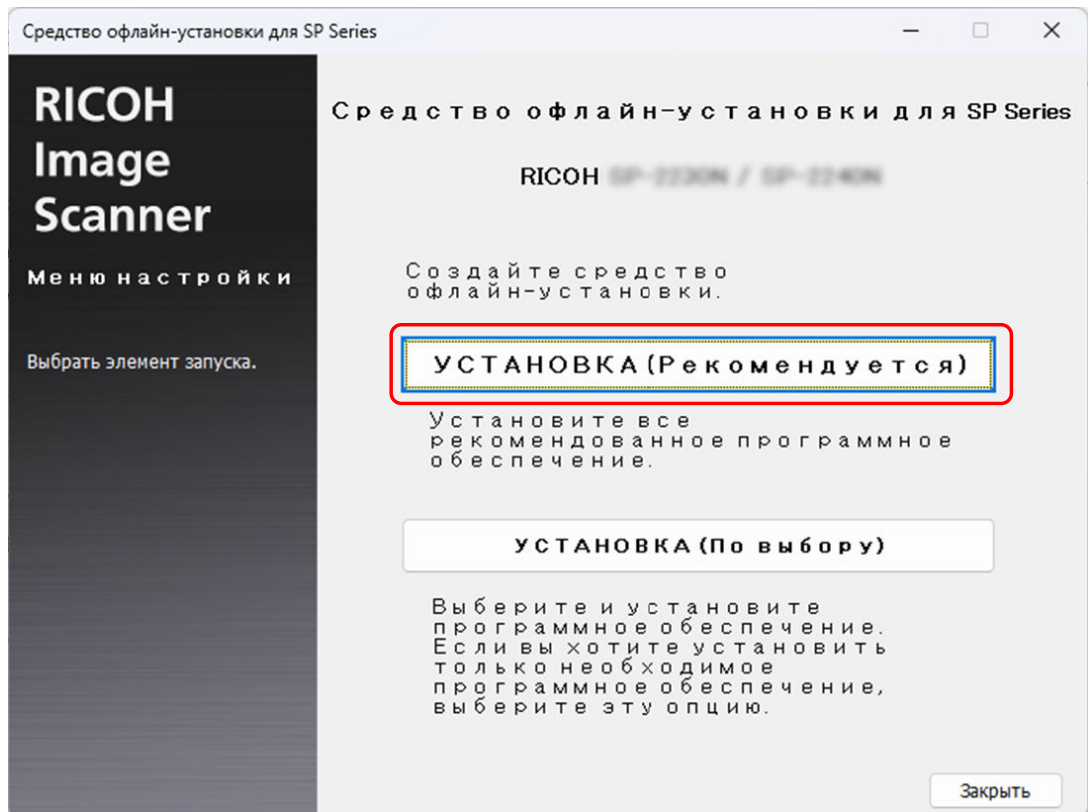 Средство офлайн-установки для SP Series
RICOH
Image
Scanner
Меню настройки
Выбрать элемент запуска.
Средство офлайн-установки для SP Series
RICOH
Создайте средство
офлайн-установки.
УСТАНОВКА(Рекомендуется)
Установите все
рекомендованное программное
обеспечение.
УСТАНОВКА(По выбору)
Выберите и установите
программное обеспечение.
Если вы хотите установить
только необходимое
программное обеспечение,
выберите эту опцию.
Закрыть